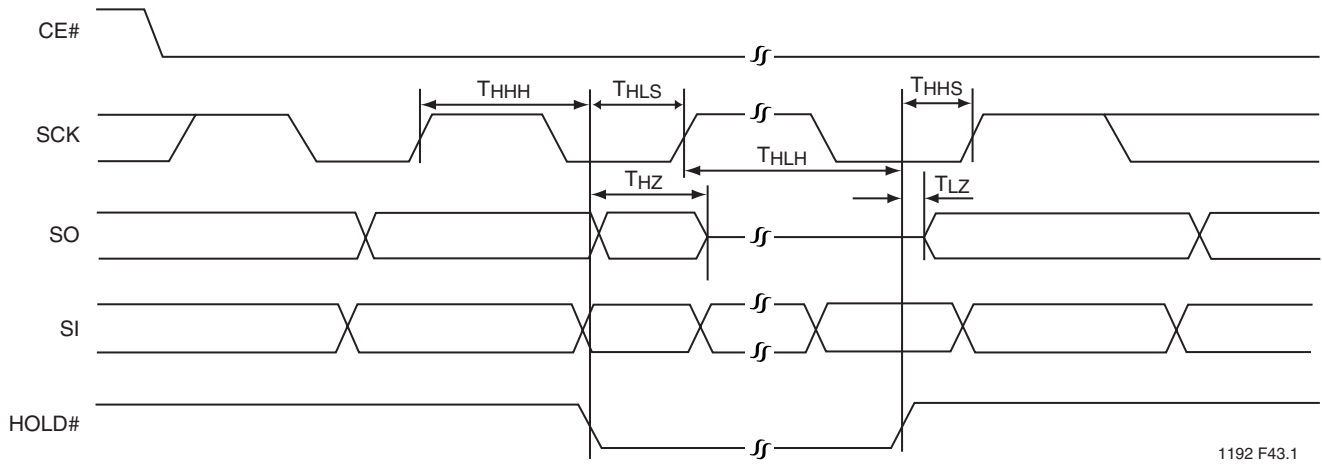 CE#
THHH
THLS
THHS
SCK
THLH
THZ
TLZ
SO
SI
HOLD#
1192 F43.1